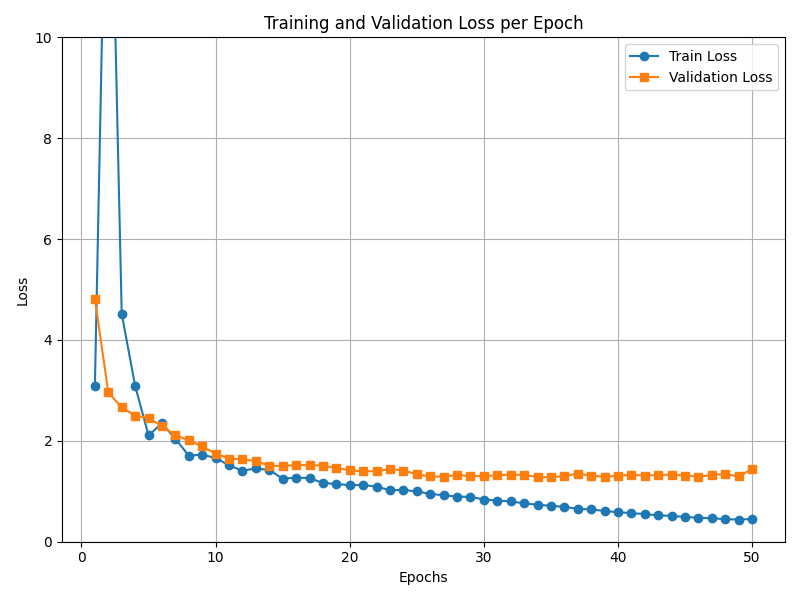 Training and Validation Loss per Epoch
Train Loss
Validation Loss
Loss
10
8
6
4
2
0
0 10 20 30 40 50
Epochs